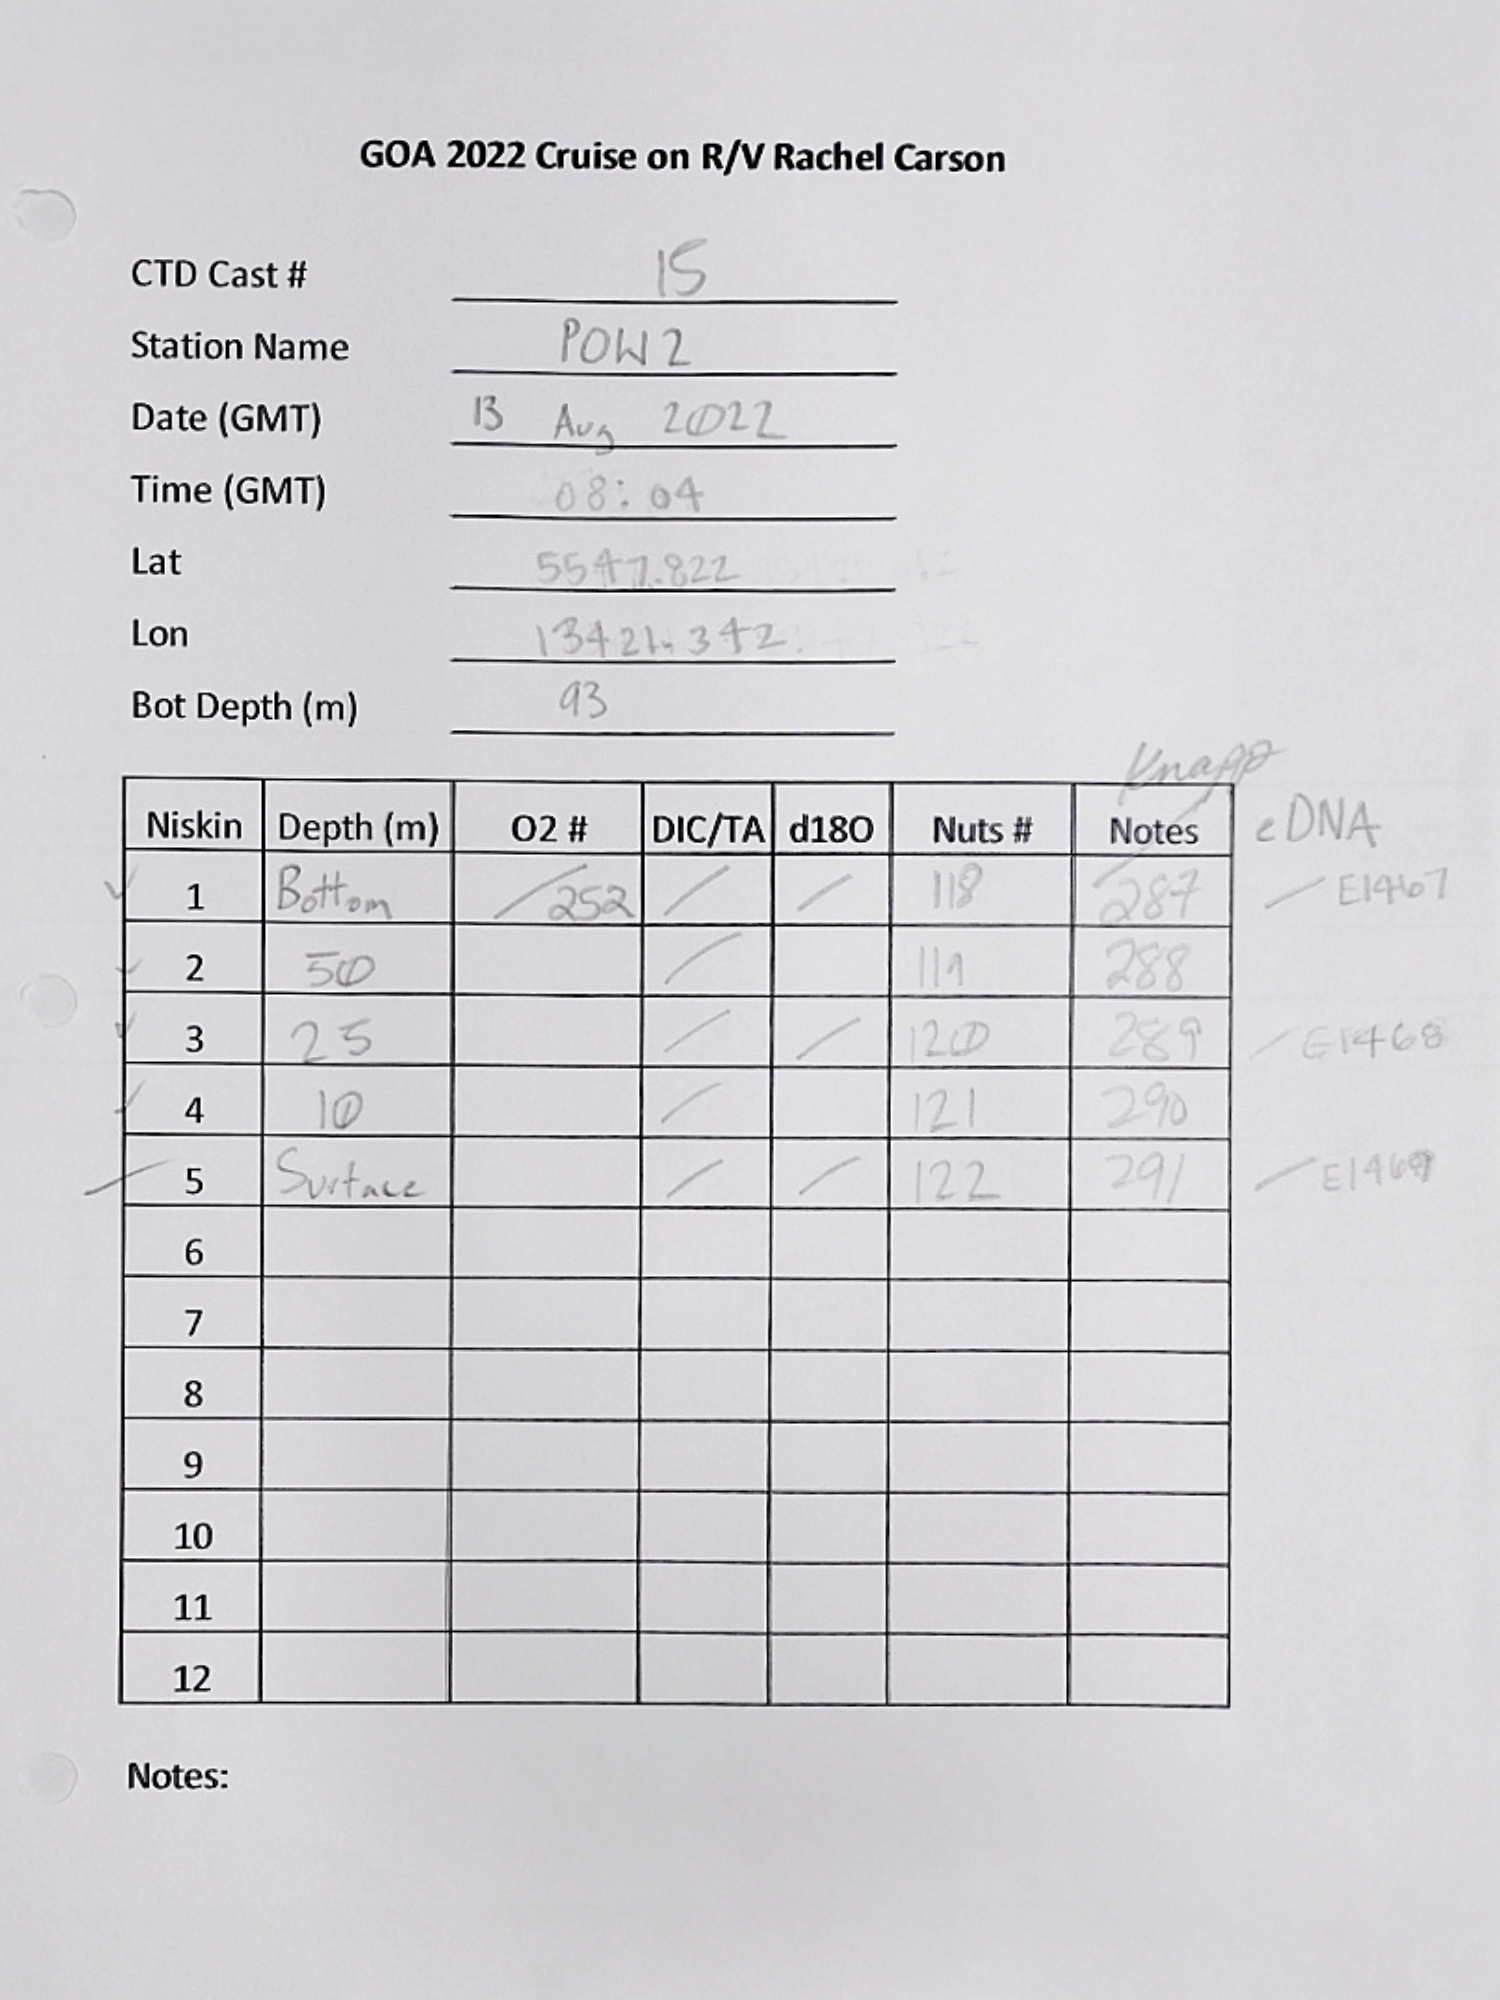 GOA 2022 Cruise on R/V Rachel Carson
CTD Cast # 15
Station Name POW2
Date (GMT) 13 Aug 2022
Time (GMT) 08:04
Lat 5547.822
Lon 13421.342
Bot Depth (m) 93
Knapp
Niskin Depth (m) O2 # DIC/TA d18O Nuts # Notes eDNA
✓ 1 Bottom / 252 / / 118 287 / E1467
✓ 2 50 / 119 288
✓ 3 25 / / 120 289 / E1468
✓ 4 10 / 121 290
/ 5 Surface / / 122 291 / E1469
6
7
8
9
10
11
12
Notes: